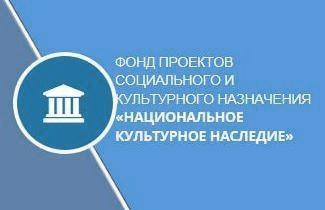 ФОНД ПРОЕКТОВ
СОЦИАЛЬНОГО И
КУЛЬТУРНОГО НАЗНАЧЕНИЯ
«НАЦИОНАЛЬНОЕ
КУЛЬТУРНОЕ НАСЛЕДИЕ»